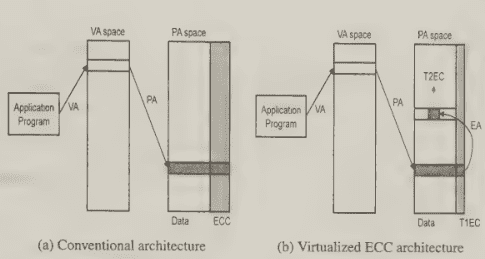 VA space
PA space
Application
Program
VA
PA
Data
ECC
(a) Conventional architecture
VA space
PA space
T2EC
Application
Program
VA
PA
EA
Data
T1EC
(b) Virtualized ECC architecture